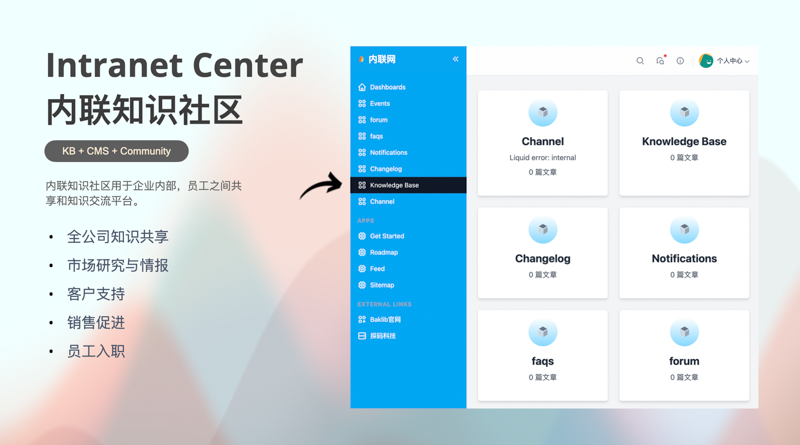 Intranet Center
内联知识社区
KB + CMS + Community
内联知识社区用于企业内部，员工之间共
享和知识交流平台。
• 全公司知识共享
• 市场研究与情报
• 客户支持
• 销售促进
• 员工入职
内联网
Dashboards
Events
forum
faqs
Notifications
Changelog
Knowledge Base
Channel
APPS
Get Started
Roadmap
Feed
Sitemap
EXTERNAL LINKS
Baklib官网
探码科技
个人中心
Channel
Liquid error: internal
0 篇文章
Knowledge Base
0 篇文章
Changelog
0 篇文章
Notifications
0 篇文章
faqs
0 篇文章
forum
0 篇文章